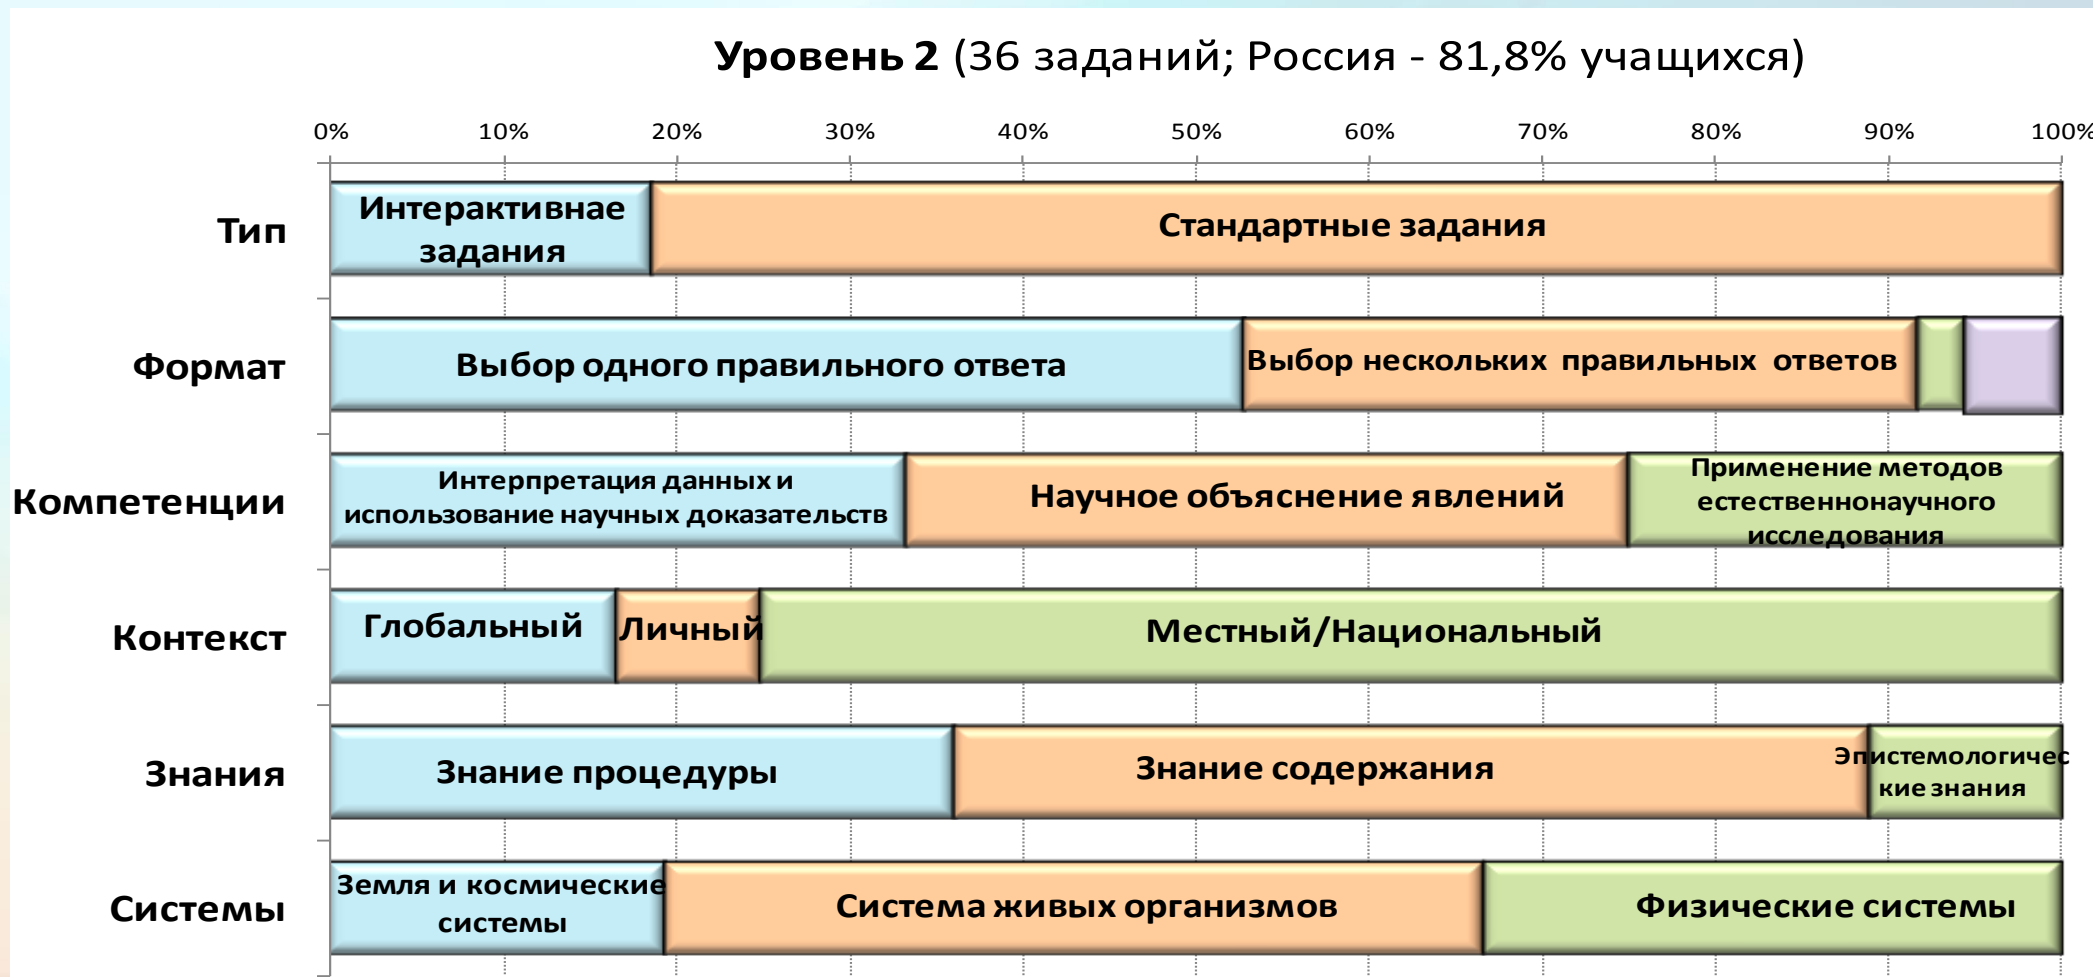 Уровень 2 (36 заданий; Россия - 81,8% учащихся)
0% 10% 20% 30% 40% 50% 60% 70% 80% 90% 100%
Тип
Интерактивнае
задания
Стандартные задания
Формат
Выбор одного правильного ответа
Выбор нескольких правильных ответов
Компетенции
Интерпретация данных и
использование научных доказательств
Научное объяснение явлений
Применение методов
естественнонаучного
исследования
Контекст
Глобальный
Личный
Местный/Национальный
Знания
Знание процедуры
Знание содержания
Эпистемологичес
кие знания
Системы
Земля и космические
системы
Система живых организмов
Физические системы